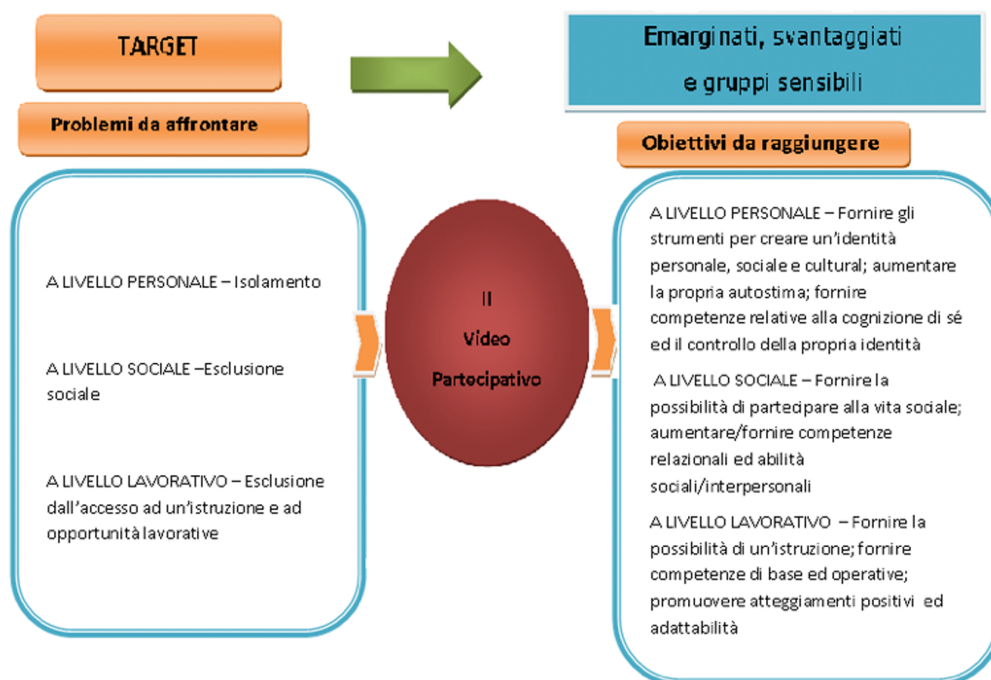 TARGET
Emarginati, svantaggiati
e gruppi sensibili
Problemi da affrontare
Obiettivi da raggiungere
A LIVELLO PERSONALE – Isolamento
A LIVELLO SOCIALE –Esclusione
sociale
A LIVELLO LAVORATIVO – Esclusione
dall'accesso ad un'istruzione e ad
opportunità lavorative
Il
Video
Partecipativo
A LIVELLO PERSONALE – Fornire gli
strumenti per creare un'identità
personale, sociale e cultural; aumentare
la propria autostima; fornire
competenze relative alla cognizione di sé
ed il controllo della propria identità
A LIVELLO SOCIALE – Fornire la
possibilità di partecipare alla vita sociale;
aumentare/fornire competenze
relazionali ed abilità
sociali/interpersonali
A LIVELLO LAVORATIVO – Fornire la
possibilità di un'istruzione; fornire
competenze di base ed operative;
promuovere atteggiamenti positivi ed
adattabilità